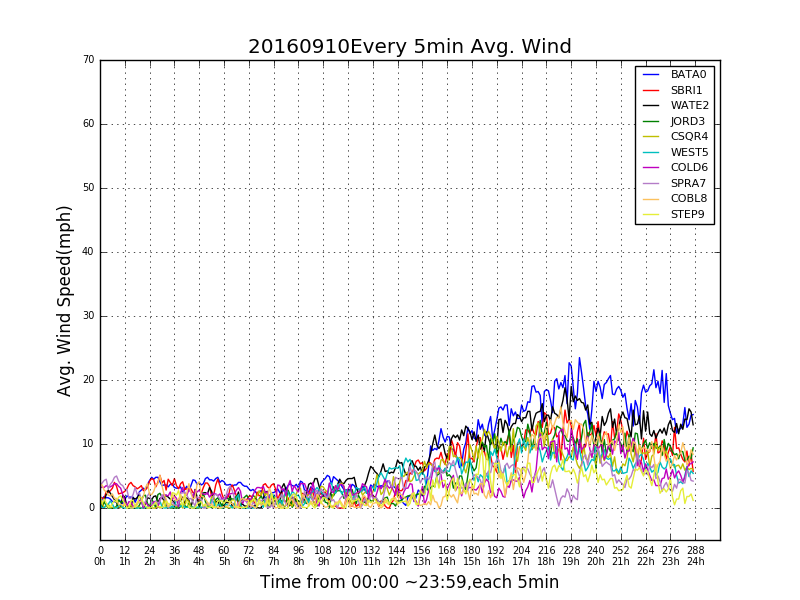 20160910Every 5min Avg. Wind
70
60
50
40
30
20
10
0
Avg. Wind Speed(mph)
BATA0
SBRI1
WATE2
JORD3
CSQR4
WEST5
COLD6
SPRA7
COBL8
STEP9
0 12 24 36 48 60 72 84 96 108 120 132 144 156 168 180 192 204 216 228 240 252 264 276 288
0h 1h 2h 3h 4h 5h 6h 7h 8h 9h 10h 11h 12h 13h 14h 15h 16h 17h 18h 19h 20h 21h 22h 23h 24h
Time from 00:00 ~23:59,each 5min